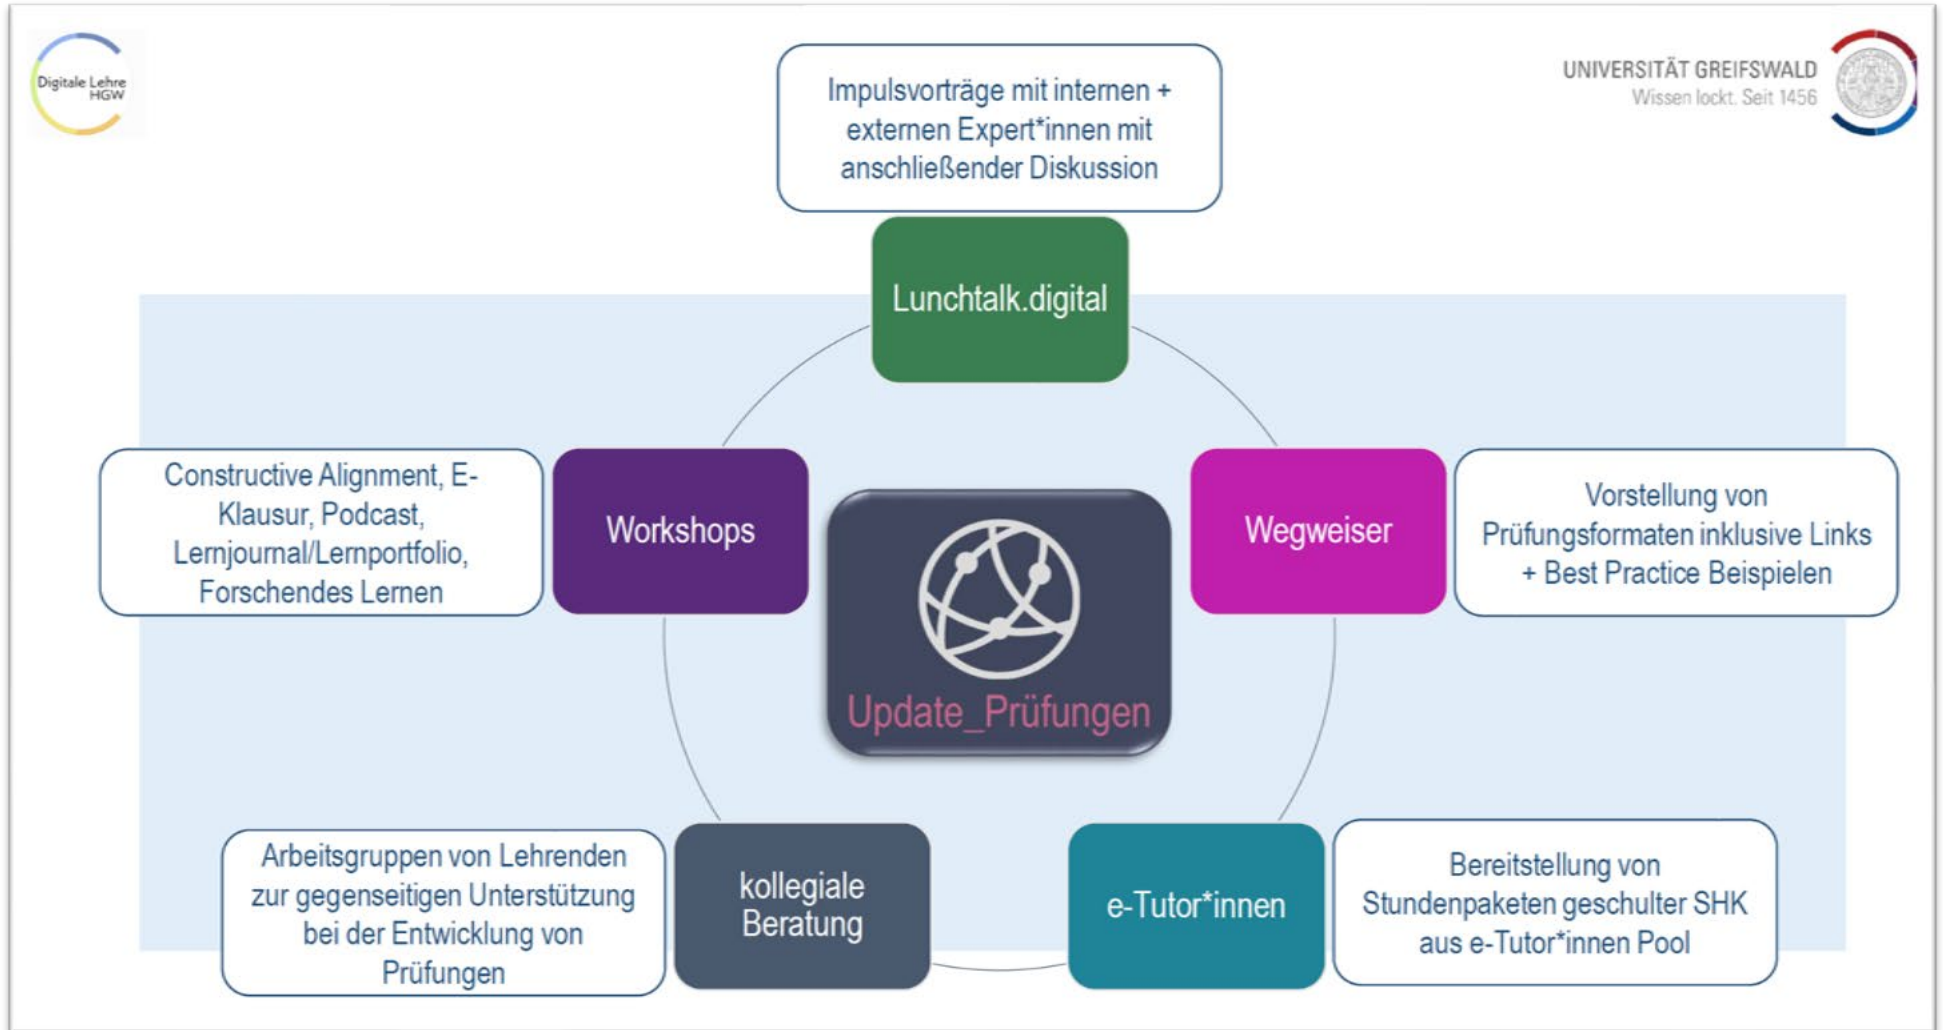 Digitale Lehre
HGW
UNIVERSITÄT GREIFSWALD
Wissen lockt. Seit 1456
Impulsvorträge mit internen +
externen Expert*innen mit
anschließender Diskussion
Lunchtalk.digital
Constructive Alignment, E-
Klausur, Podcast,
Lernjournal/Lernportfolio,
Forschendes Lernen
Workshops
Wegweiser
Vorstellung von
Prüfungsformaten inklusive Links
+ Best Practice Beispielen
Update_Prüfungen
Arbeitsgruppen von Lehrenden
zur gegenseitigen Unterstützung
bei der Entwicklung von
Prüfungen
kollegiale
Beratung
e-Tutor*innen
Bereitstellung von
Stundenpaketen geschulter SHK
aus e-Tutor*innen Pool